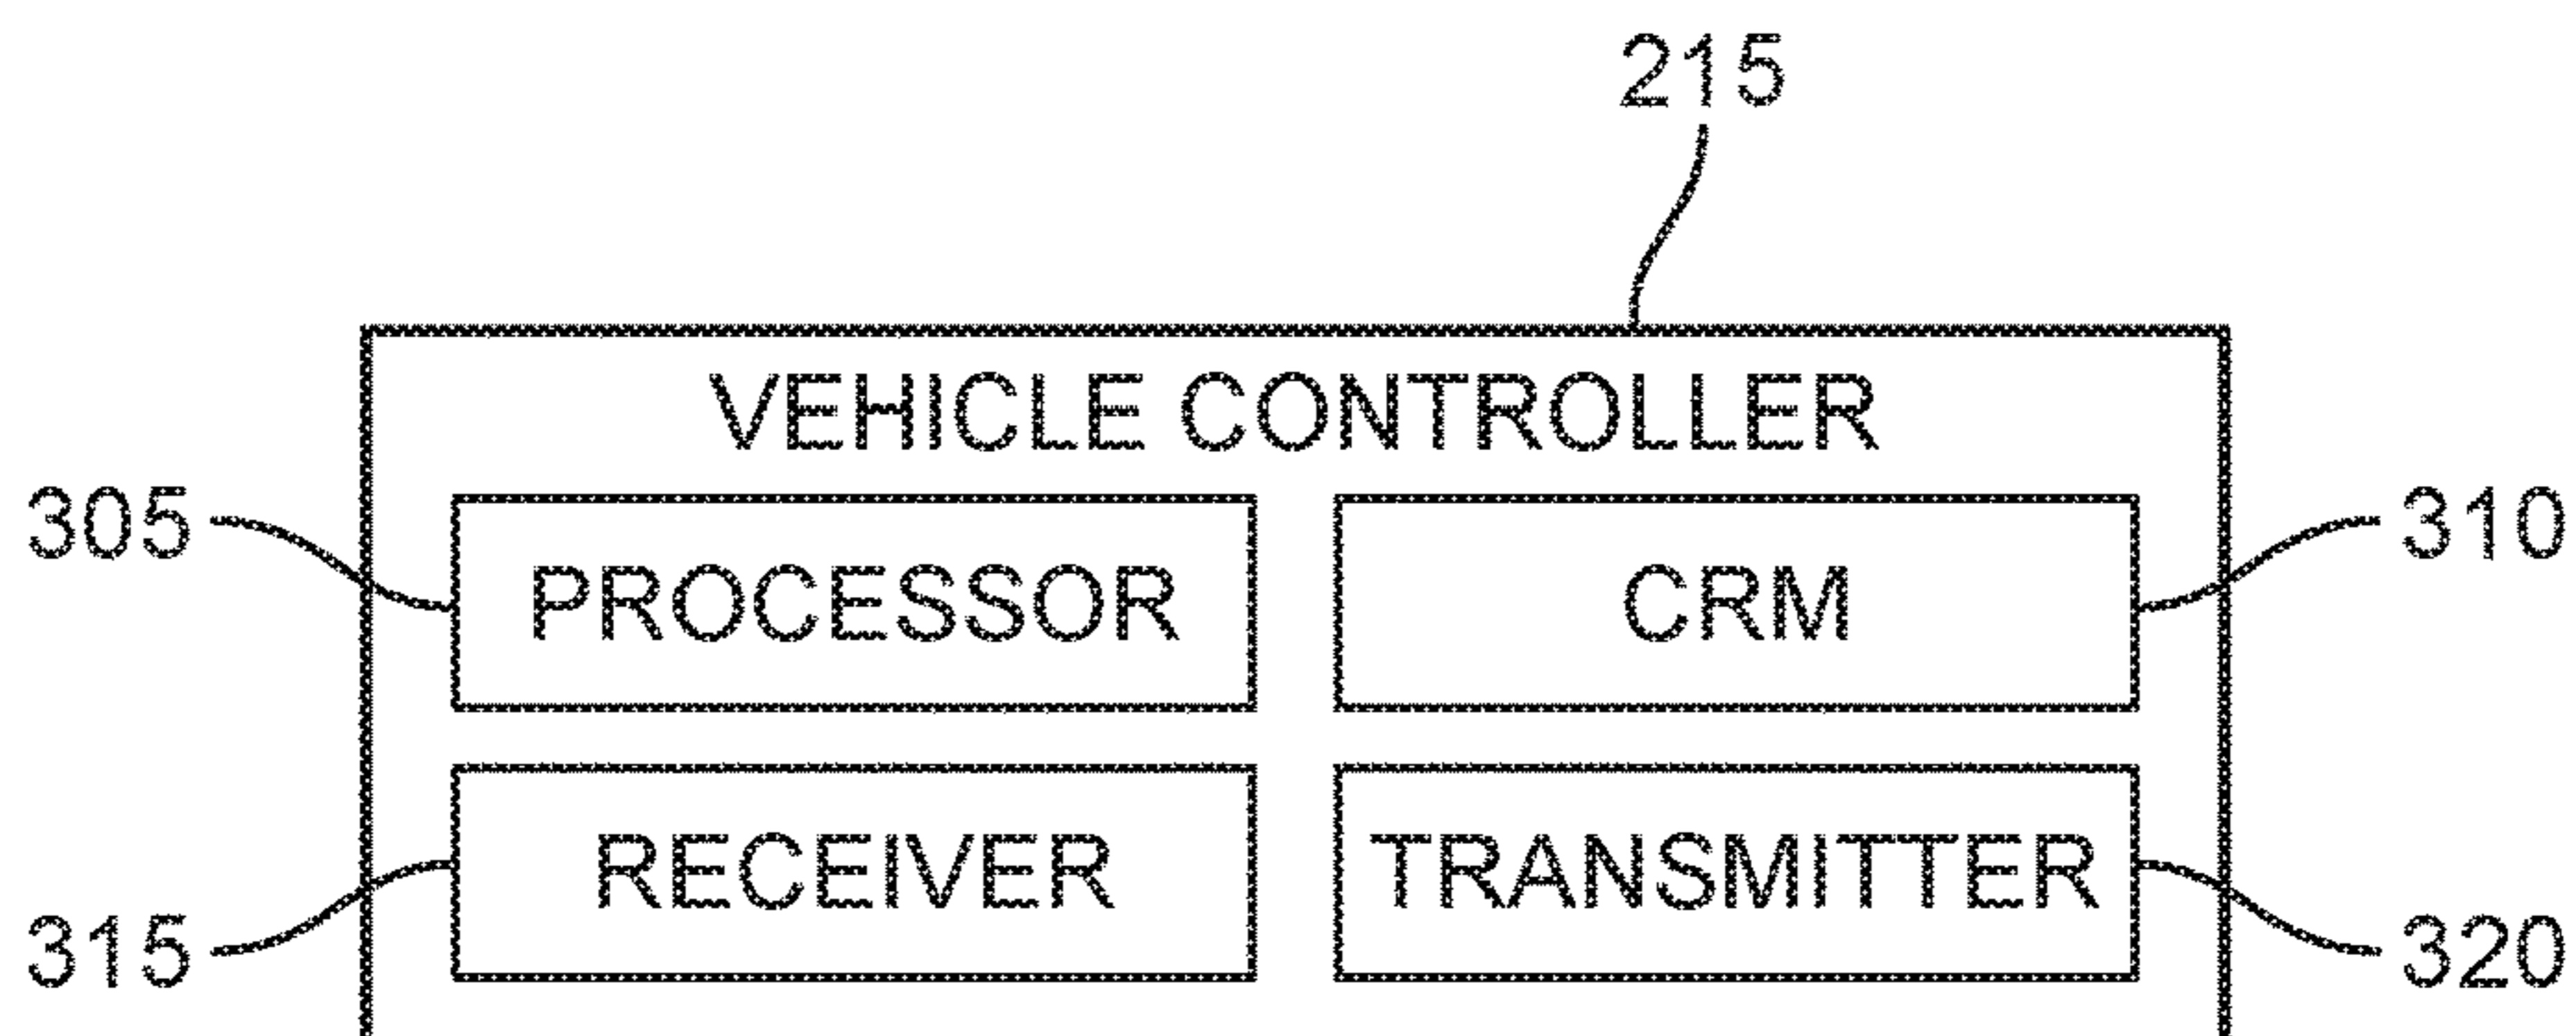 215
VEHICLE CONTROLLER
305 PROCESSOR CRM 310
RECEIVER TRANSMITTER
315 320